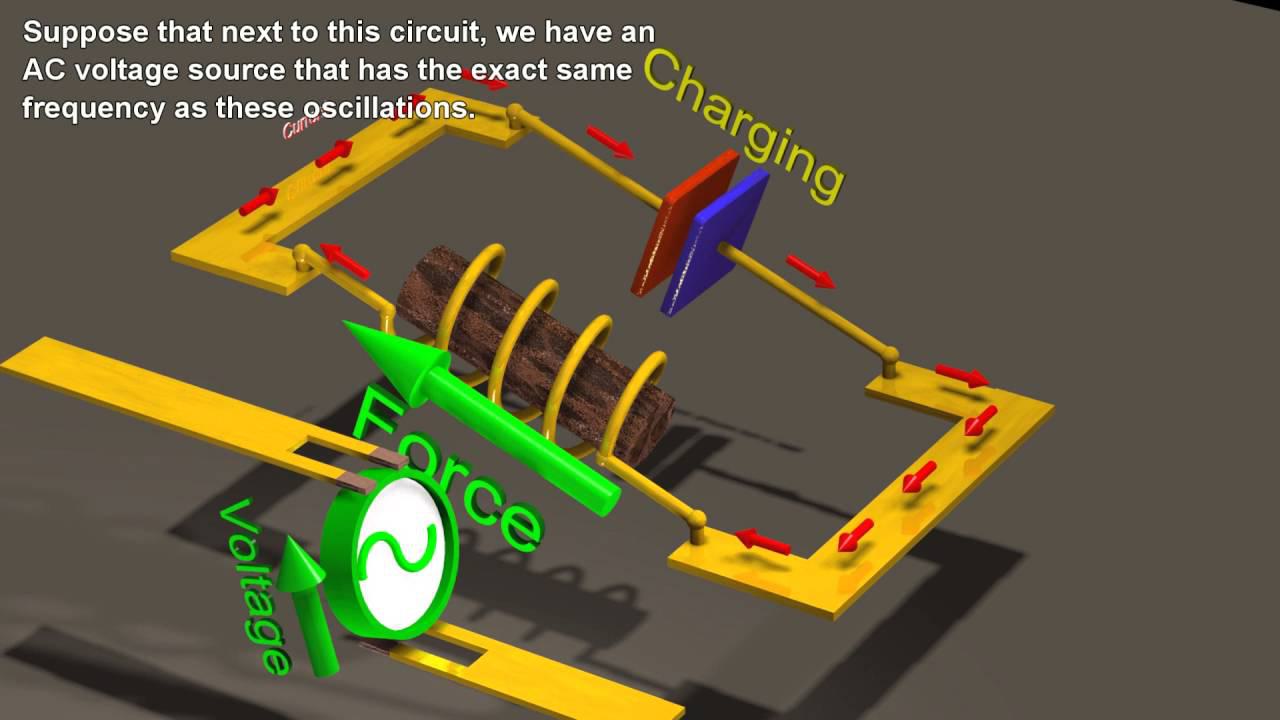 Suppose that next to this circuit, we have an
AC voltage source that has the exact same
frequency as these oscillations.
Charging
Force
Voltage